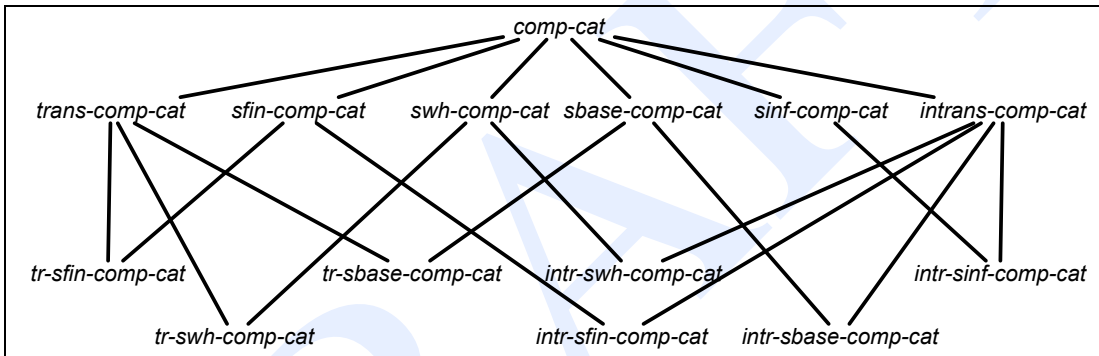 comp-cat
trans-comp-cat sfin-comp-cat swh-comp-cat sbase-comp-cat sinf-comp-cat intrans-comp-cat
tr-sfin-comp-cat tr-sbase-comp-cat intr-swh-comp-cat intr-sinf-comp-cat
tr-swh-comp-cat intr-sfin-comp-cat intr-sbase-comp-cat